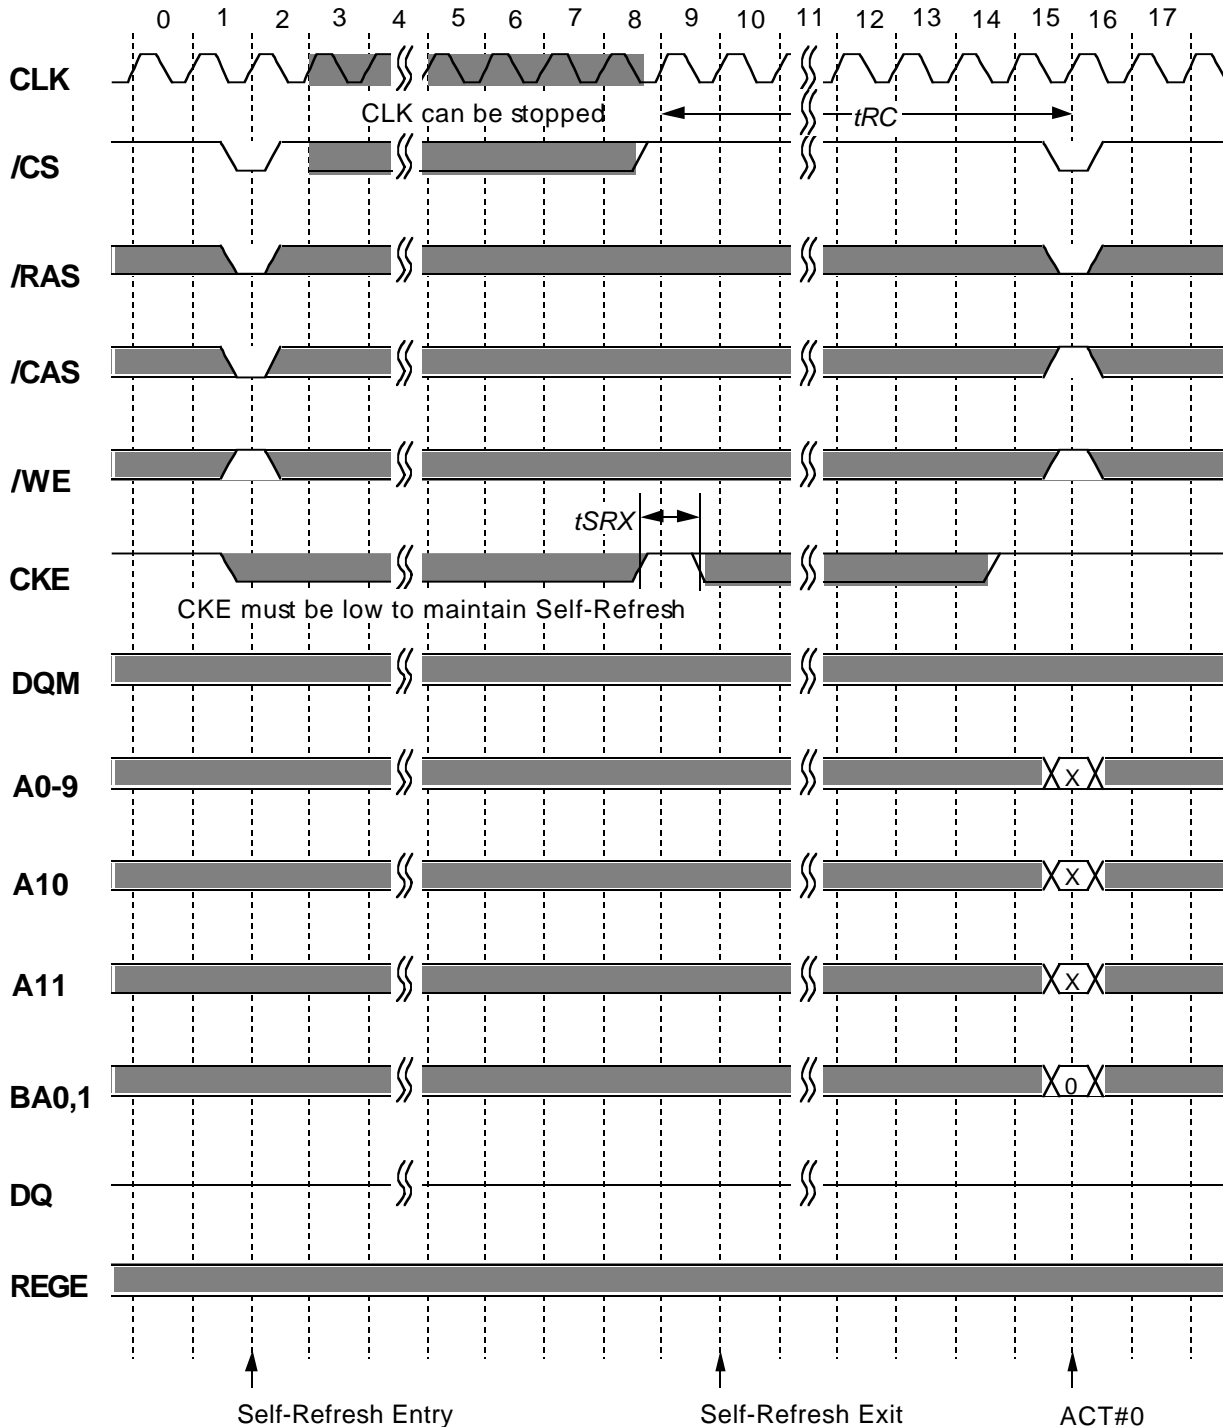 0 1 2 3 4 5 6 7 8 9 10 11 12 13 14 15 16 17
CLK
CLK can be stopped
tRC
/CS
/RAS
/CAS
/WE
tSRX
CKE
CKE must be low to maintain Self-Refresh
DQM
A0-9
X
A10
X
A11
X
BA0,1
0
DQ
REGE
Self-Refresh Entry
Self-Refresh Exit
ACT#0